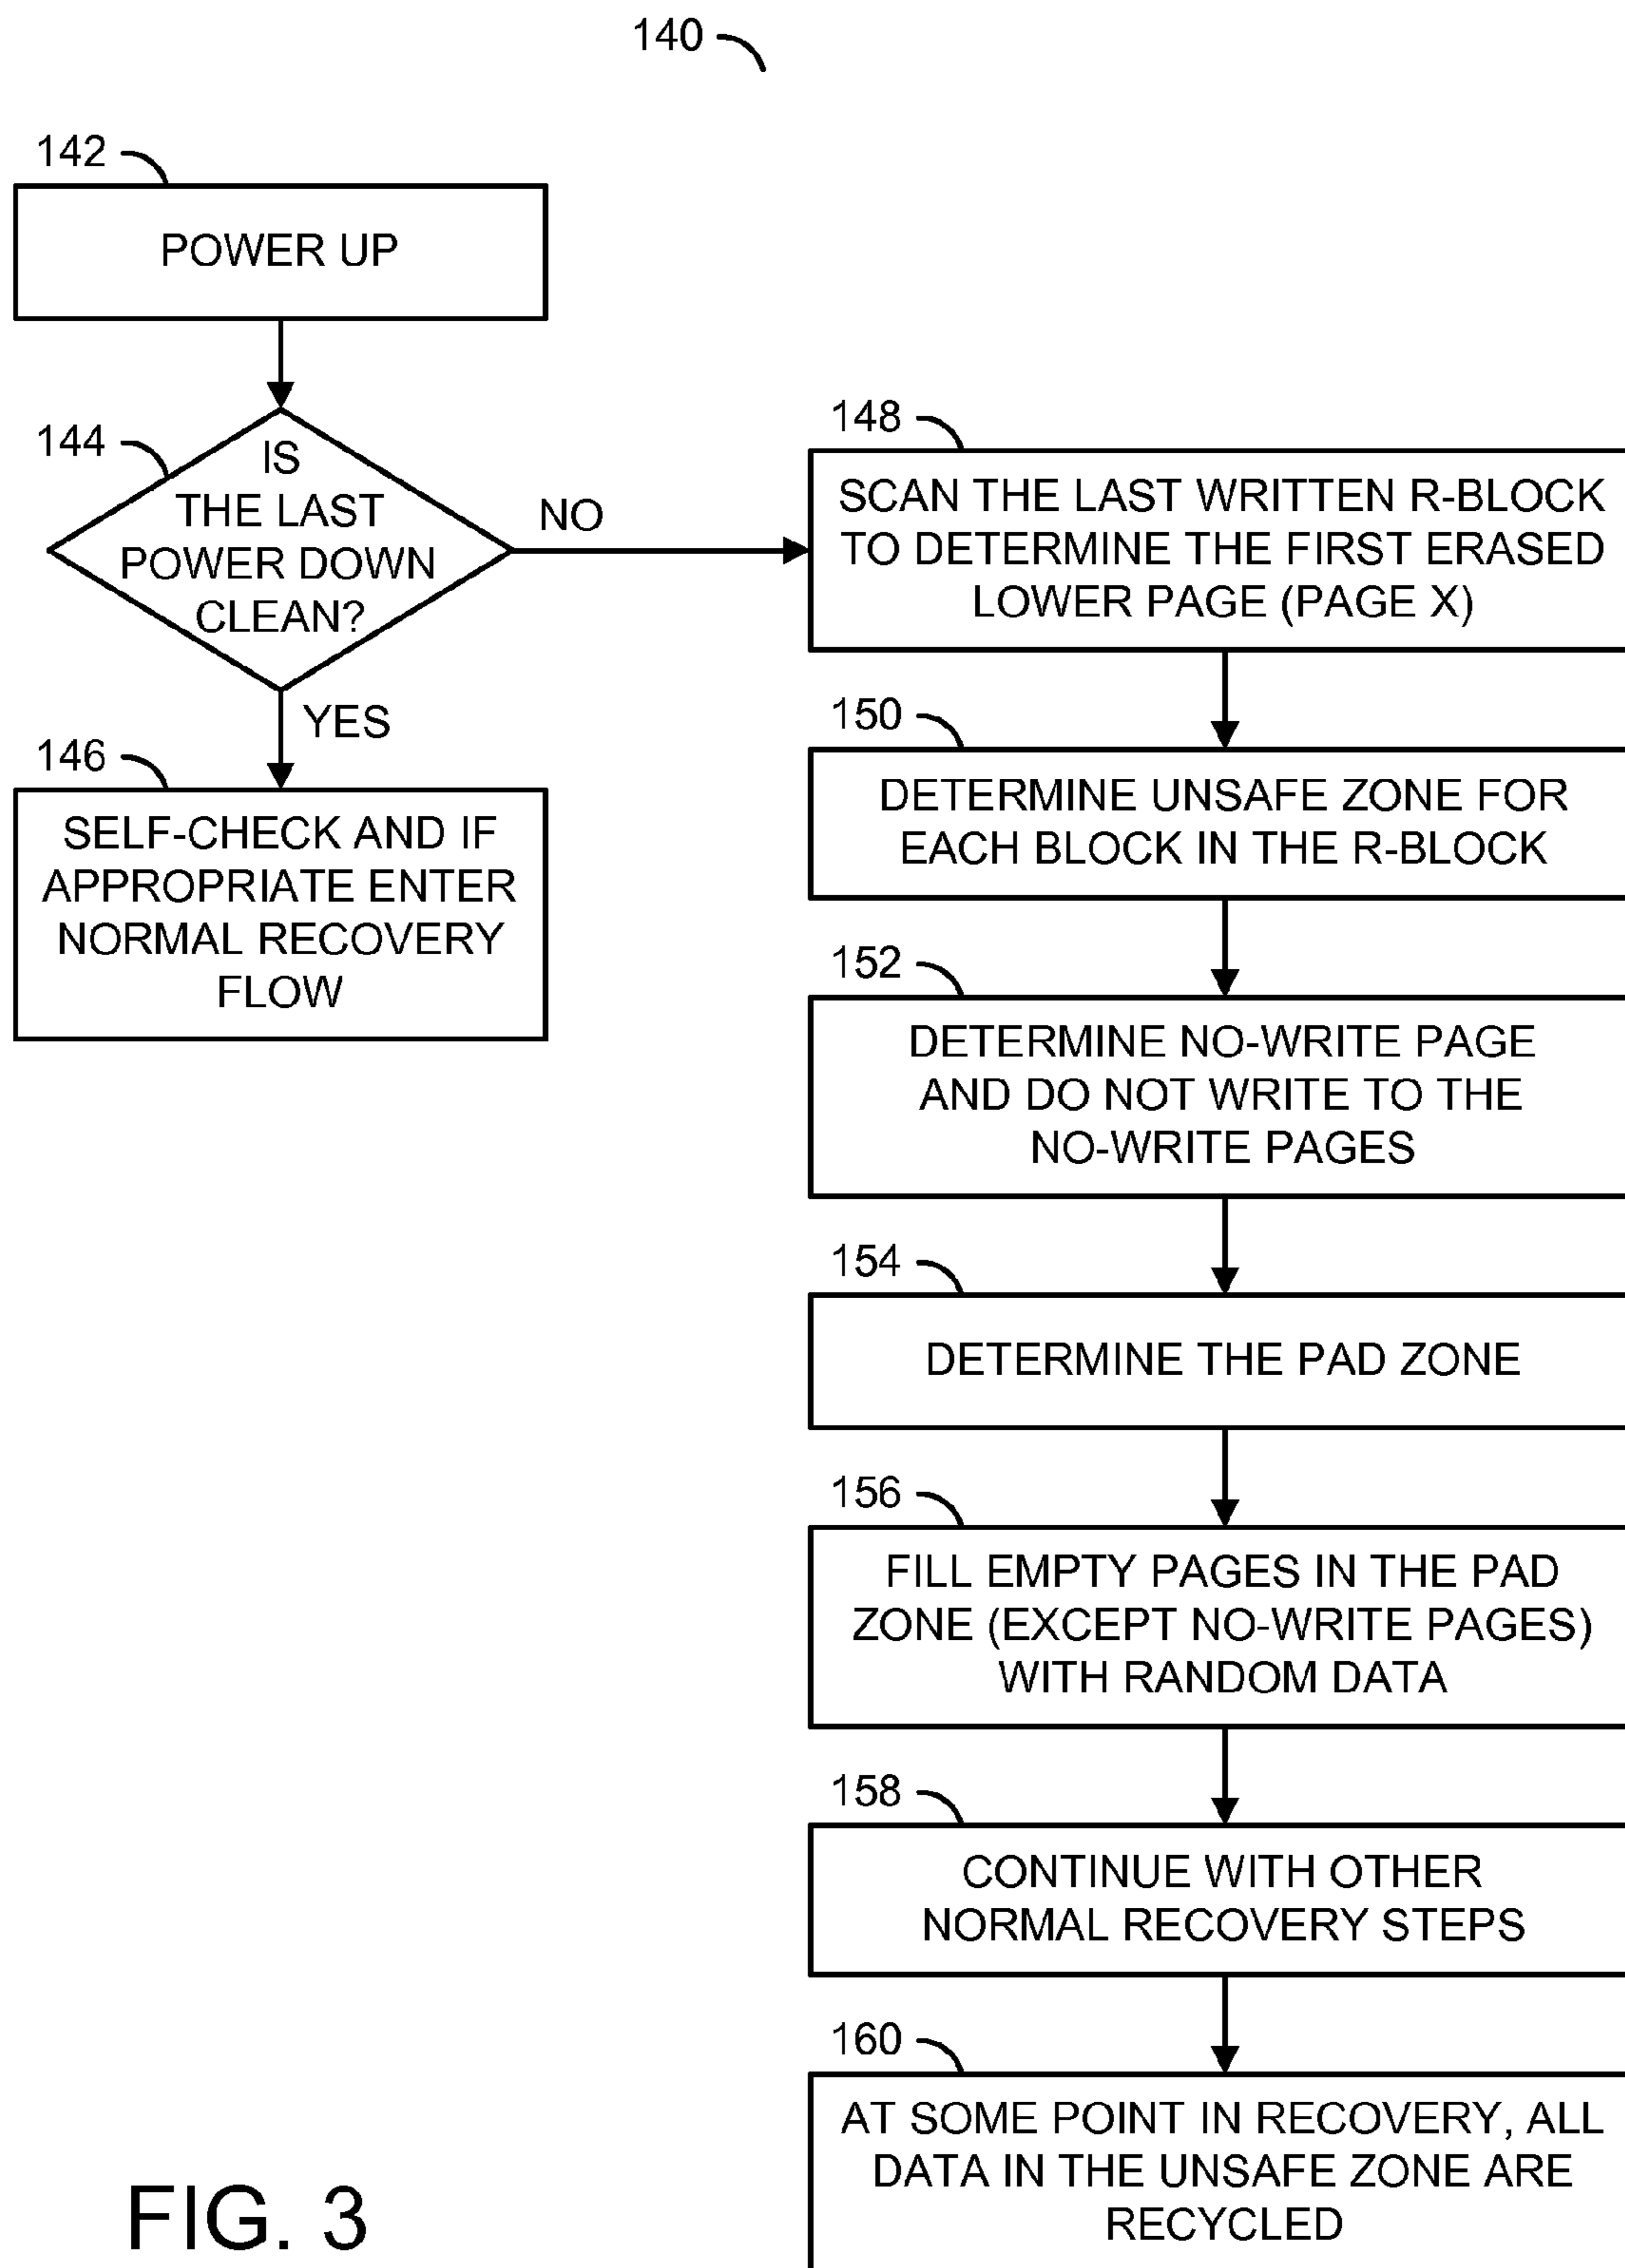 140
142
POWER UP
144
IS
THE LAST
POWER DOWN
CLEAN?
NO
YES
146
SELF-CHECK AND IF
APPROPRIATE ENTER
NORMAL RECOVERY
FLOW
148
SCAN THE LAST WRITTEN R-BLOCK
TO DETERMINE THE FIRST ERASED
LOWER PAGE (PAGE X)
150
DETERMINE UNSAFE ZONE FOR
EACH BLOCK IN THE R-BLOCK
152
DETERMINE NO-WRITE PAGE
AND DO NOT WRITE TO THE
NO-WRITE PAGES
154
DETERMINE THE PAD ZONE
156
FILL EMPTY PAGES IN THE PAD
ZONE (EXCEPT NO-WRITE PAGES)
WITH RANDOM DATA
158
CONTINUE WITH OTHER
NORMAL RECOVERY STEPS
160
AT SOME POINT IN RECOVERY, ALL
DATA IN THE UNSAFE ZONE ARE
RECYCLED
FIG. 3